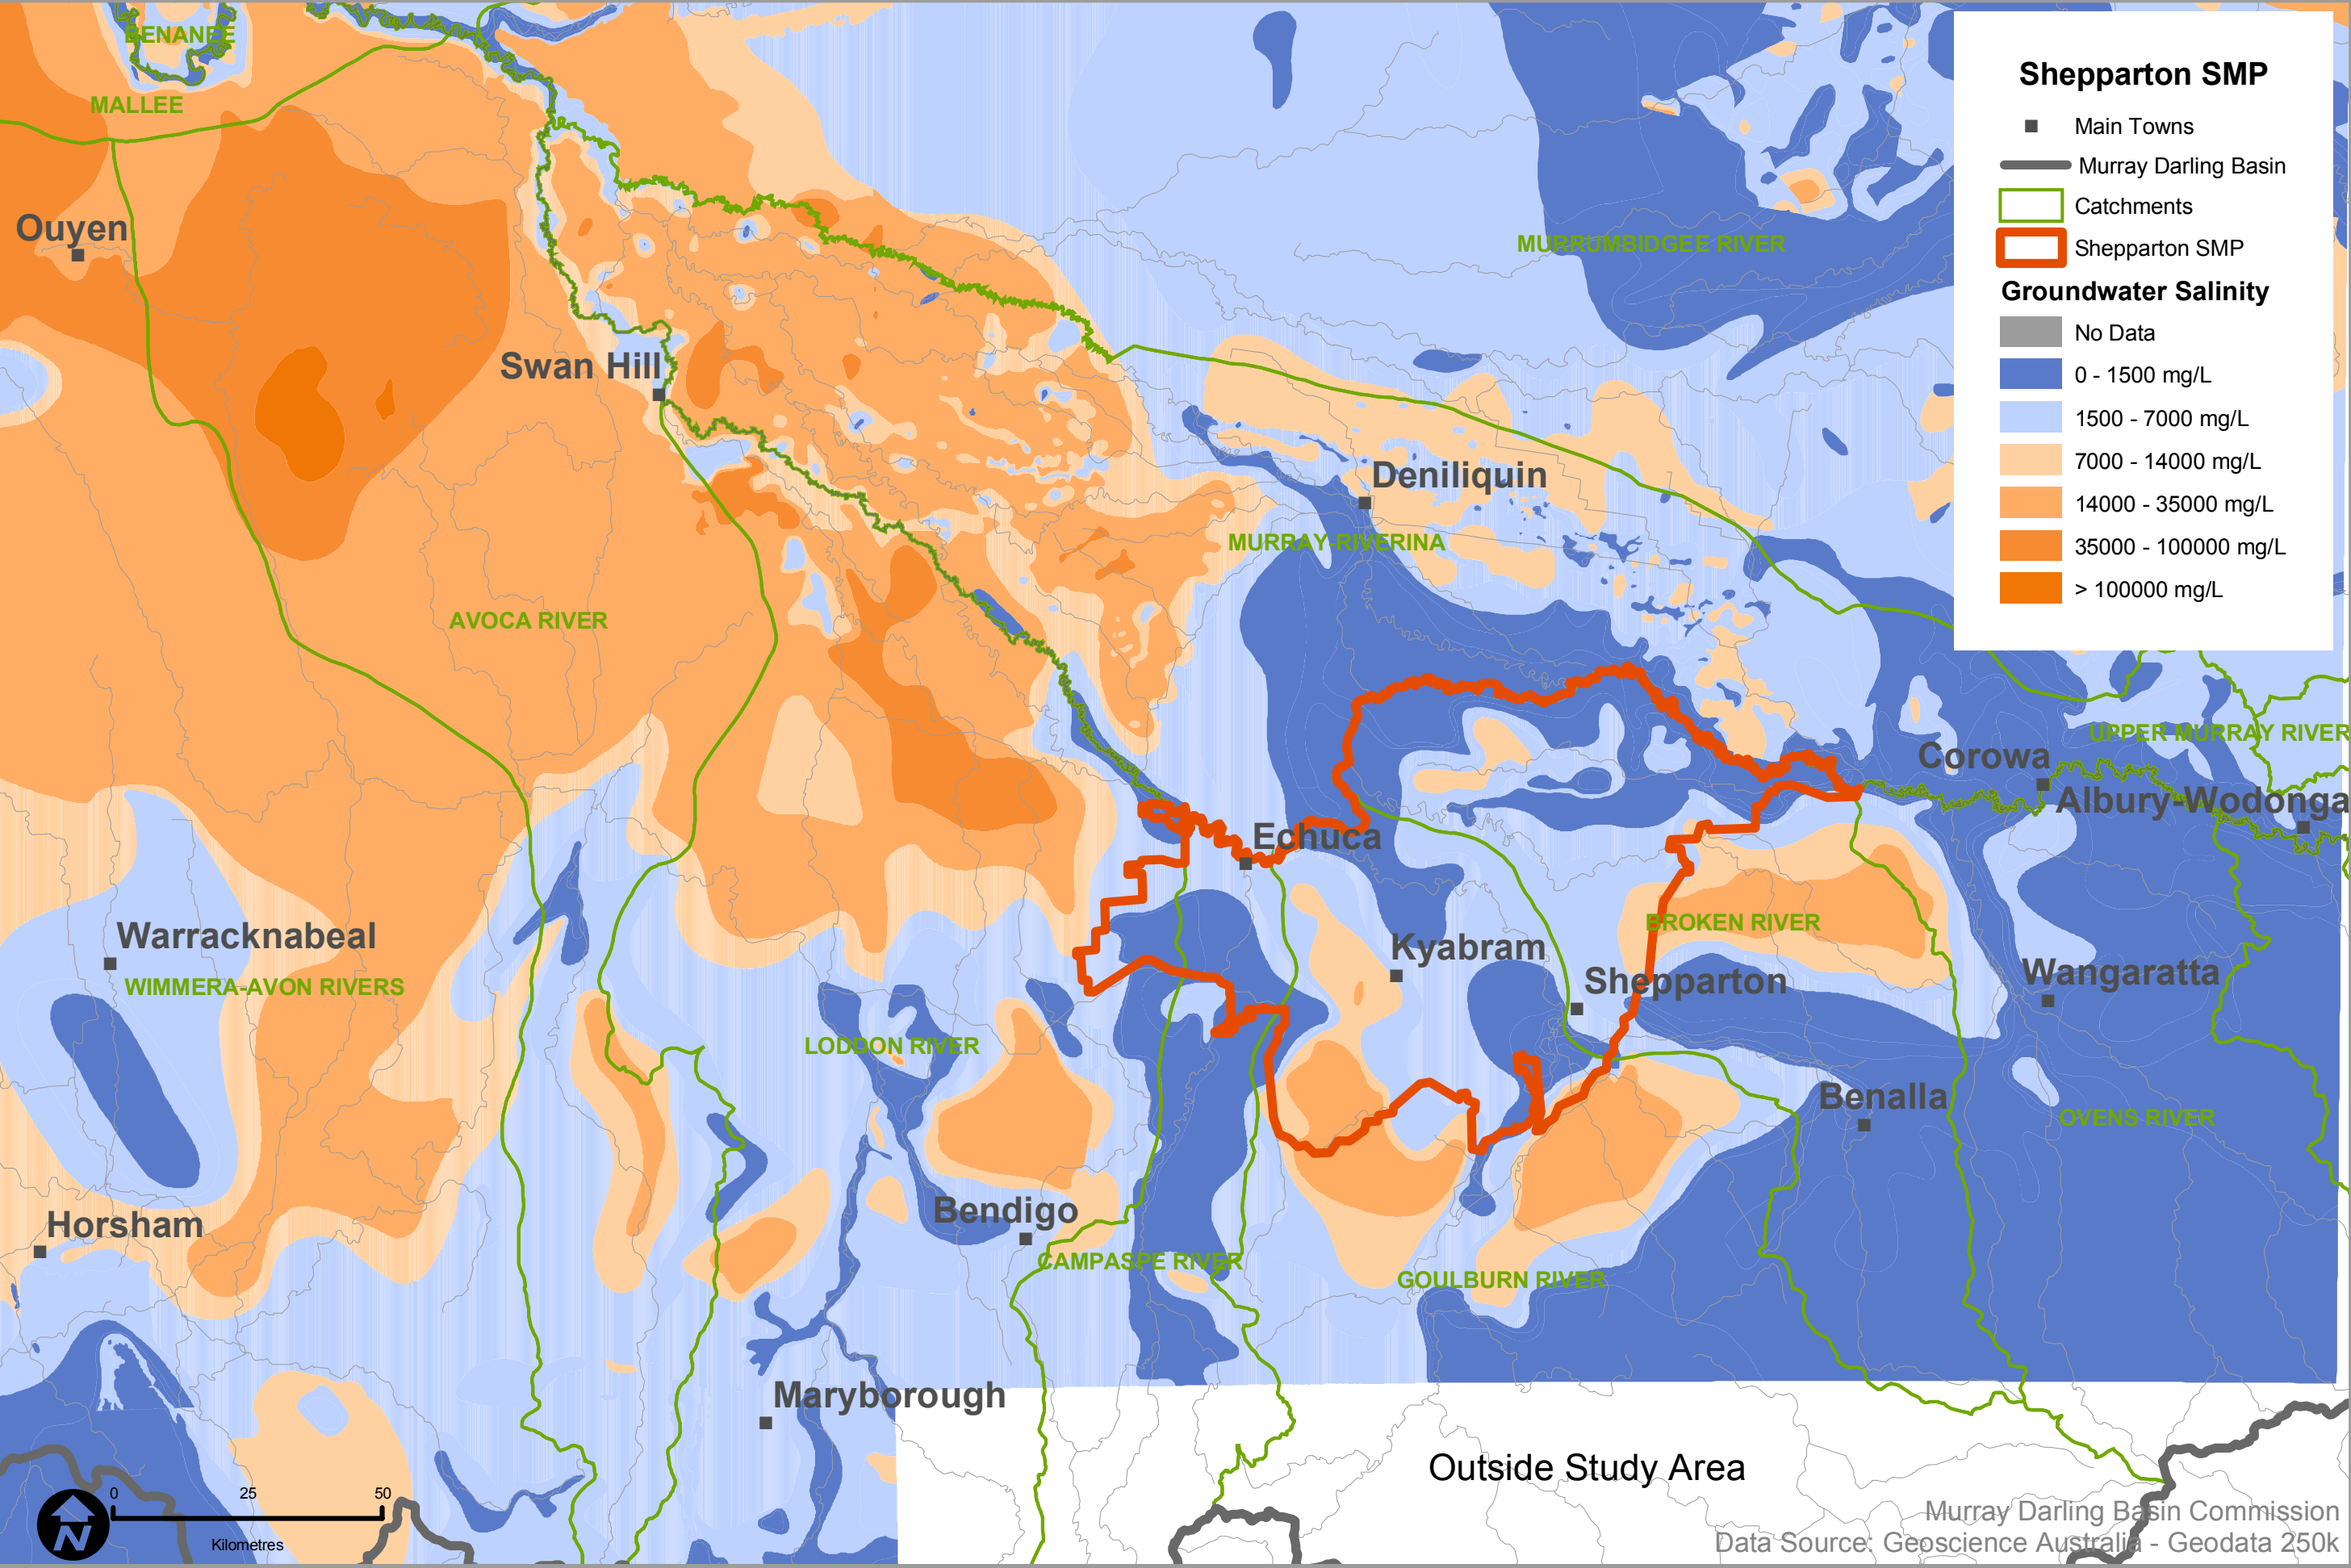 BENANEE
MALLEE
Ouyen
Swan Hill
MURRUMBIDGEE RIVER
Deniliquin
MURRAY-RIVERINA
AVOCA RIVER
UPPER MURRAY RIVER
Corowa
Albury-Wodonga
Echuca
Warracknabeal
WIMMERA-AVON RIVERS
BROKEN RIVER
Kyabram
Shepparton
Wangaratta
LODDON RIVER
Benalla
OVENS RIVER
Horsham
Bendigo
CAMPASPE RIVER
GOULBURN RIVER
Maryborough
Outside Study Area
Shepparton SMP
Main Towns
Murray Darling Basin
Catchments
Shepparton SMP
Groundwater Salinity
No Data
0 - 1500 mg/L
1500 - 7000 mg/L
7000 - 14000 mg/L
14000 - 35000 mg/L
35000 - 100000 mg/L
> 100000 mg/L
N
0 25 50
Kilometres
Murray Darling Basin Commission
Data Source: Geoscience Australia - Geodata 250k